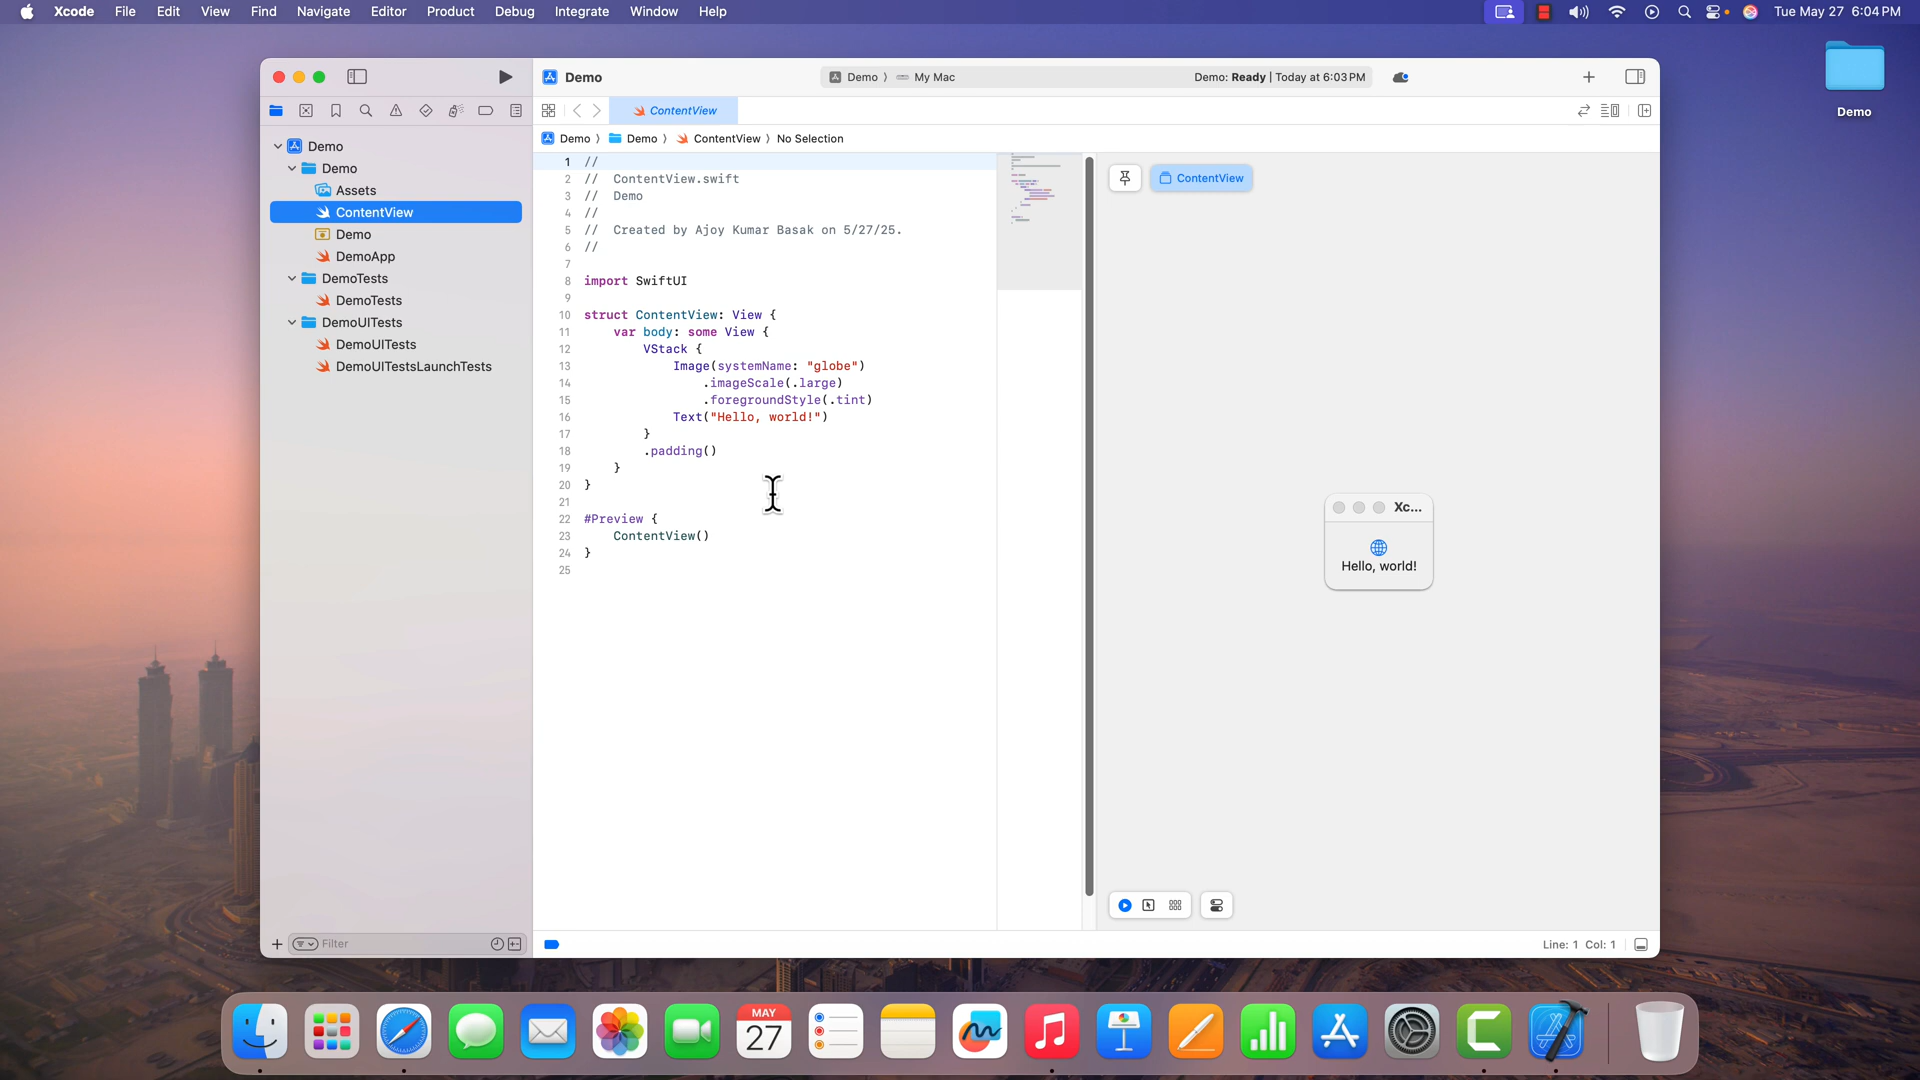 Xcode File Edit View Find Navigate Editor Product Debug Integrate Window Help Tue May 27 6:04 PM
Demo
Demo My Mac Demo: Ready | Today at 6:03 PM
ContentView
Demo Demo ContentView No Selection
Demo
Demo
Assets
ContentView
Demo
DemoApp
DemoTests
DemoTests
DemoUITests
DemoUITests
DemoUITestsLaunchTests
Filter
1 //
2 // ContentView.swift
3 // Demo
4 //
5 // Created by Ajoy Kumar Basak on 5/27/25.
6 //
7
8 import SwiftUI
9
10 struct ContentView: View {
11 var body: some View {
12 VStack {
13 Image(systemName: "globe")
14 .imageScale(.large)
15 .foregroundStyle(.tint)
16 Text("Hello, world!")
17 }
18 .padding()
19 }
20 }
21
22 #Preview {
23 ContentView()
24 }
25
ContentView
Xc...
Hello, world!
Line: 1 Col: 1
Demo
MAY
27